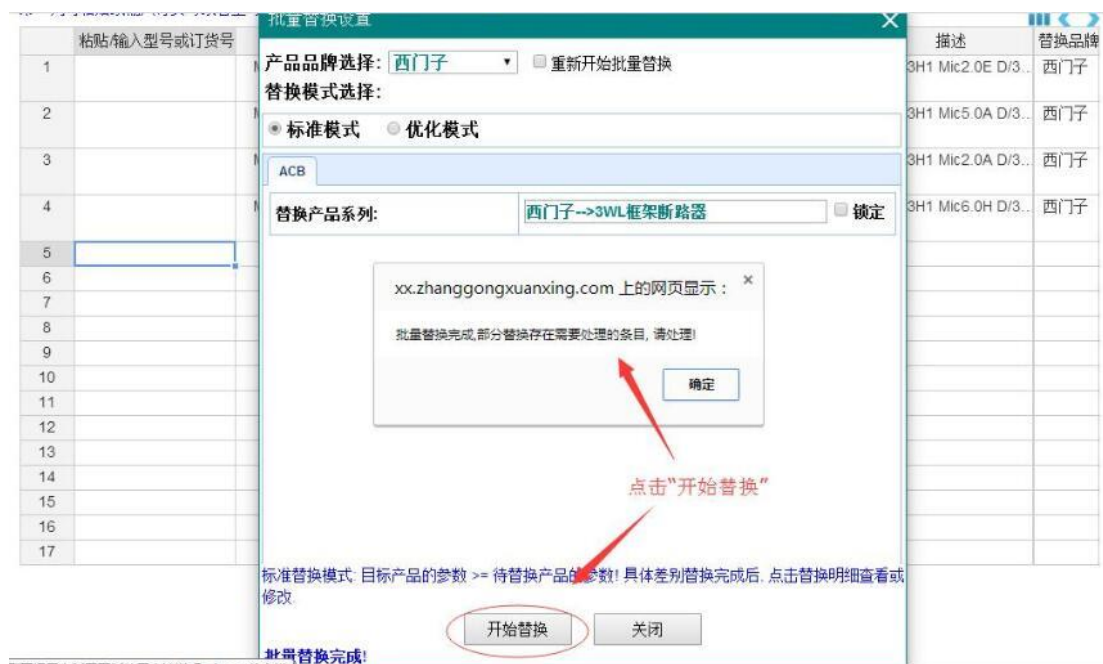 批量替换设置
粘贴/输入型号或订货号
描述
替换品牌
产品品牌选择: 西门子 重新开始批量替换
替换模式选择:
标准模式 优化模式
ACB
替换产品系列: 西门子-->3WL框架断路器 锁定
1
3H1 Mic2.0E D/3... 西门子
2
3H1 Mic5.0A D/3... 西门子
3
3H1 Mic2.0A D/3... 西门子
4
3H1 Mic6.0H D/3... 西门子
5
6
7
8
9
10
11
12
13
14
15
16
17
xx.zhanggongxuanxing.com 上的网页显示：
批量替换完成,部分替换存在需要处理的条目, 请处理!
确定
点击"开始替换"
标准替换模式: 目标产品的参数 >= 待替换产品的参数! 具体差别替换完成后. 点击替换明细查看或
修改.
开始替换 关闭
批量替换完成!